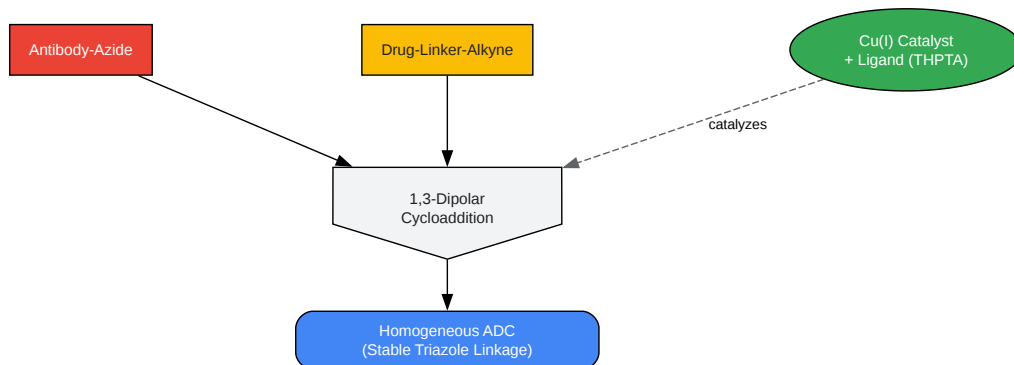 Antibody-Azide
Drug-Linker-Alkyne
Cu(I) Catalyst
+ Ligand (THPTA)
catalyzes
1,3-Dipolar
Cycloaddition
Homogeneous ADC
(Stable Triazole Linkage)